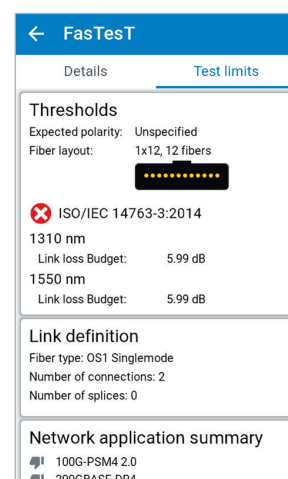 FasTesT
Details Test limits
Thresholds
Expected polarity: Unspecified
Fiber layout: 1x12, 12 fibers
ISO/IEC 14763-3:2014
1310 nm
Link loss Budget: 5.99 dB
1550 nm
Link loss Budget: 5.99 dB
Link definition
Fiber type: OS1 Singlemode
Number of connections: 2
Number of splices: 0
Network application summary
100G-PSM4 2.0
200GBASE-DR4